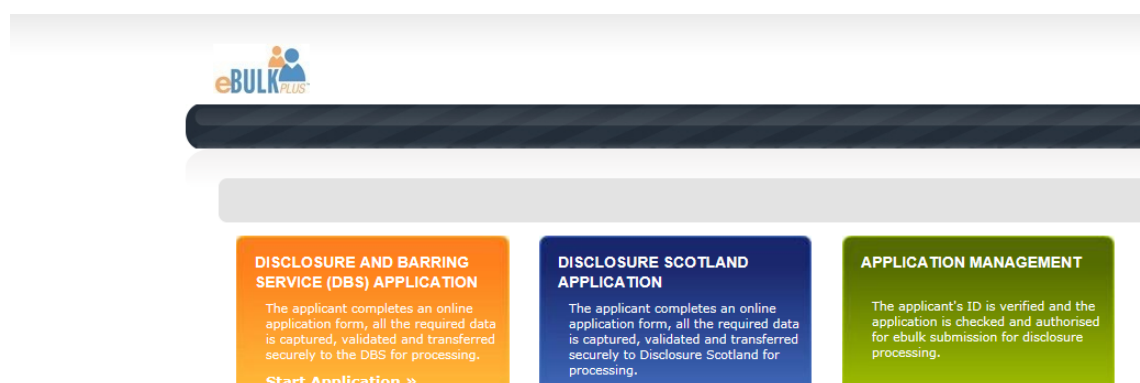 eBULK PLUS™
DISCLOSURE AND BARRING
SERVICE (DBS) APPLICATION
The applicant completes an online
application form, all the required data
is captured, validated and transferred
securely to the DBS for processing.
Start Application »
DISCLOSURE SCOTLAND
APPLICATION
The applicant completes an online
application form, all the required data
is captured, validated and transferred
securely to Disclosure Scotland for
processing.
APPLICATION MANAGEMENT
The applicant's ID is verified and the
application is checked and authorised
for ebulk submission for disclosure
processing.